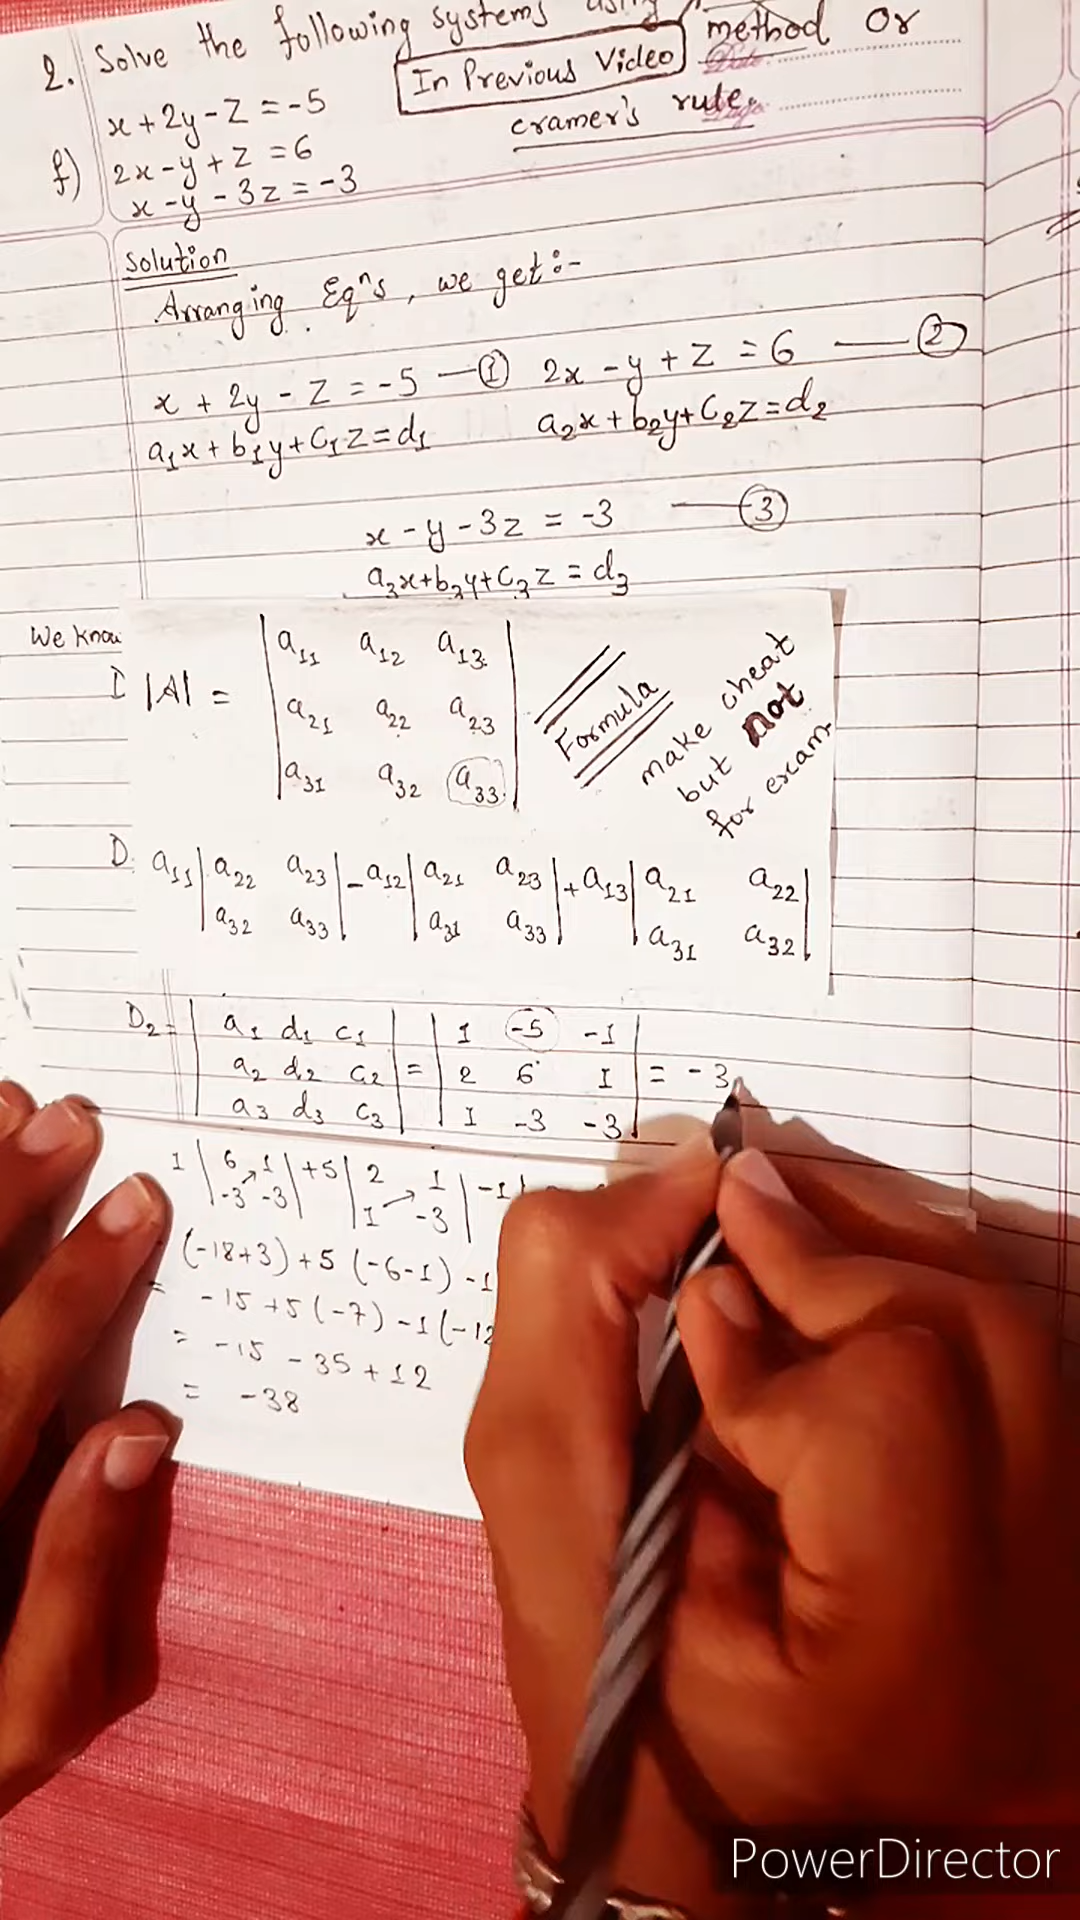 2. Solve the following systems using method Or
In Previous Video
cramer's rule.
x + 2y - z = -5
f) 2x - y + z = 6
x - y - 3z = -3
Solution
Arranging Eqⁿs, we get:-
x + 2y - z = -5 — ① 2x - y + z = 6 — ②
a₁x + b₁y + c₁z = d₁ a₂x + b₂y + c₂z = d₂
x - y - 3z = -3 — ③
a₃x + b₃y + c₃z = d₃
We know
|A| = | a₁₁ a₁₂ a₁₃ |
| a₂₁ a₂₂ a₂₃ |
| a₃₁ a₃₂ a₃₃ |
Formula
make cheat
but not
for exam
D. a₁₁ | a₂₂ a₂₃ | - a₁₂ | a₂₁ a₂₃ | + a₁₃ | a₂₁ a₂₂ |
| a₃₂ a₃₃ | | a₃₁ a₃₃ | | a₃₁ a₃₂ |
D₂ = | a₁ d₁ c₁ | | 1 -5 -1 |
| a₂ d₂ c₂ | = | 2 6 1 | = -3
| a₃ d₃ c₃ | | 1 -3 -3 |
1 | 6 1 | +5 | 2 1 | -1 |
| -3 -3 | | 1 -3 |
(-18+3) + 5 (-6-1) -1
= -15 + 5(-7) -1(-12
= -15 - 35 + 12
= -38
PowerDirector